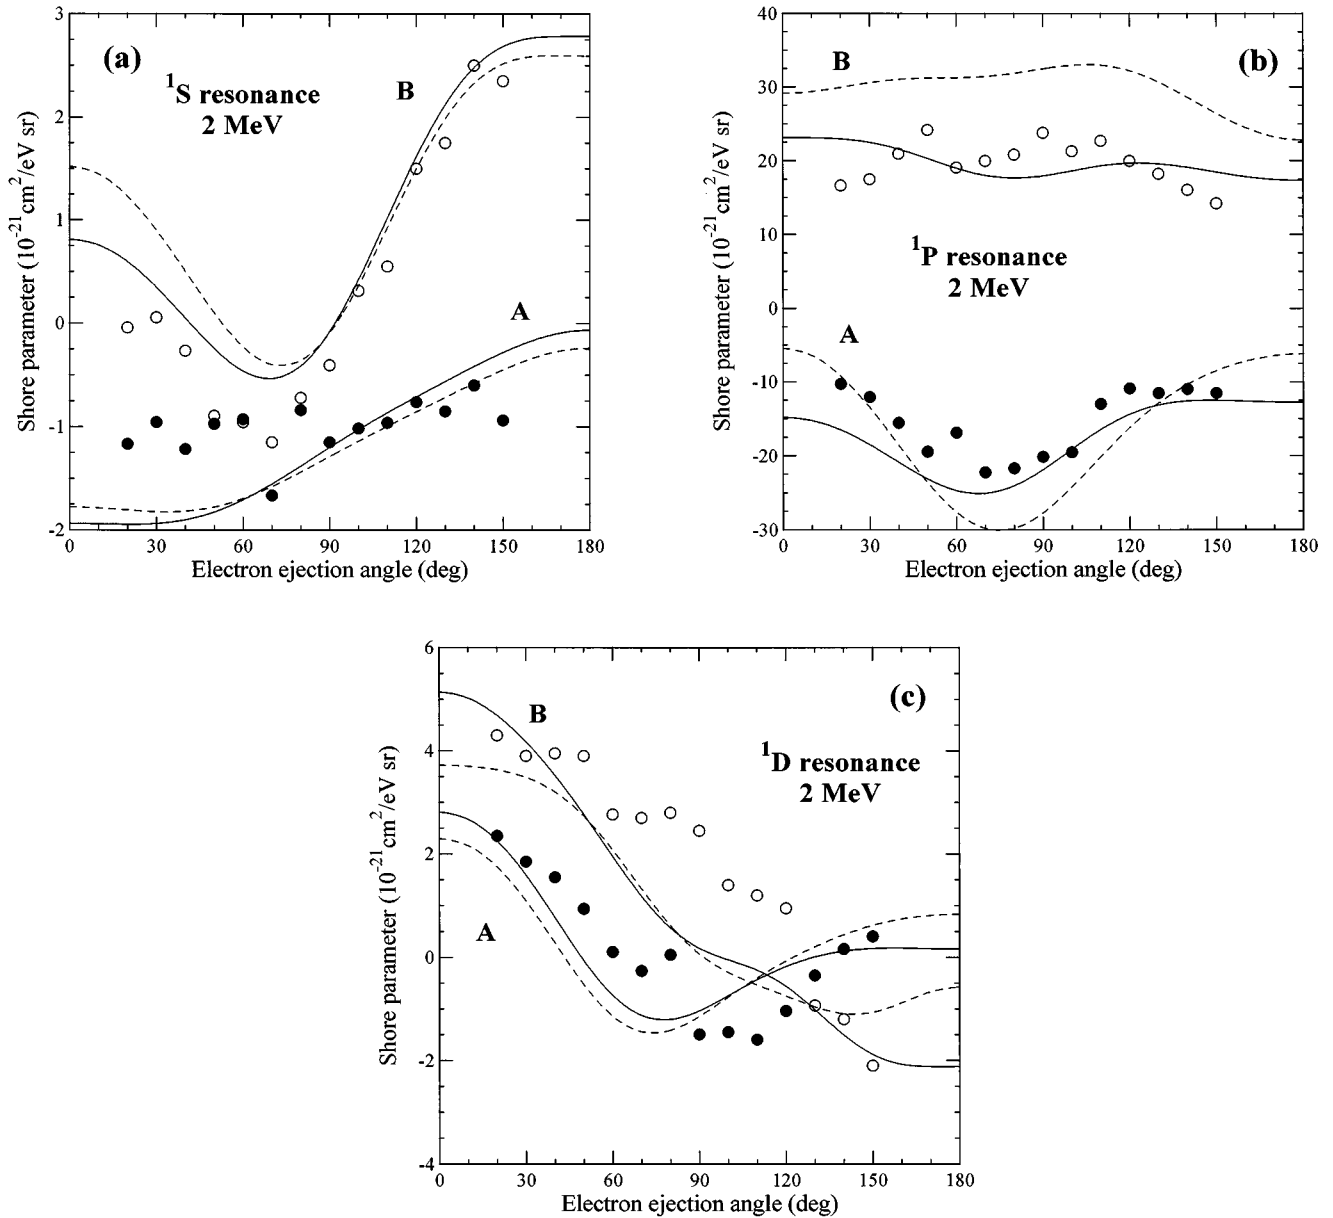 (a)
¹S resonance
2 MeV
B
A
4
3
2
1
0
-1
-2
0 30 60 90 120 150 180
Shore parameter (10⁻²¹cm²/eV sr)
Electron ejection angle (deg)
(b)
B
¹P resonance
2 MeV
A
40
30
20
10
0
-10
-20
-30
0 30 60 90 120 150 180
Shore parameter (10⁻²¹cm²/eV sr)
Electron ejection angle (deg)
(c)
B
¹D resonance
2 MeV
A
6
4
2
0
-2
-4
0 30 60 90 120 150 180
Shore parameter (10⁻²¹cm²/eV sr)
Electron ejection angle (deg)